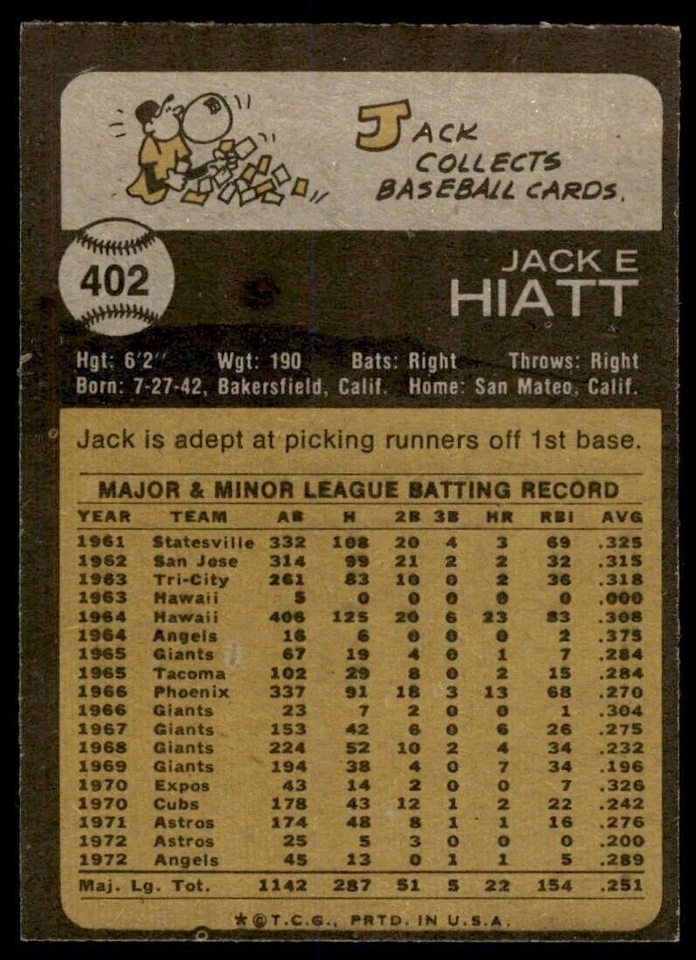 JACK
COLLECTS
BASEBALL CARDS.
402
JACK E
HIATT
Hgt: 6'2" Wgt: 190 Bats: Right Throws: Right
Born: 7-27-42, Bakersfield, Calif. Home: San Mateo, Calif.
Jack is adept at picking runners off 1st base.
MAJOR & MINOR LEAGUE BATTING RECORD
YEAR TEAM AB H 2B 3B HR RBI AVG
1961 Statesville 332 108 20 4 3 69 .325
1962 San Jose 314 99 21 2 2 32 .315
1963 Tri-City 261 83 10 0 2 36 .318
1963 Hawaii 5 0 0 0 0 0 .000
1964 Hawaii 406 125 20 6 23 83 .308
1964 Angels 16 6 0 0 0 2 .375
1965 Giants 67 19 4 0 1 7 .284
1965 Tacoma 102 29 8 0 2 15 .284
1966 Phoenix 337 91 18 3 13 68 .270
1966 Giants 23 7 2 0 0 1 .304
1967 Giants 153 42 6 0 6 26 .275
1968 Giants 224 52 10 2 4 34 .232
1969 Giants 194 38 4 0 7 34 .196
1970 Expos 43 14 2 0 0 7 .326
1970 Cubs 178 43 12 1 2 22 .242
1971 Astros 174 48 8 1 1 16 .276
1972 Astros 25 5 3 0 0 0 .200
1972 Angels 45 13 0 1 1 5 .289
Maj. Lg. Tot. 1142 287 51 5 22 154 .251
*©T.C.G., PRTD. IN U.S.A.